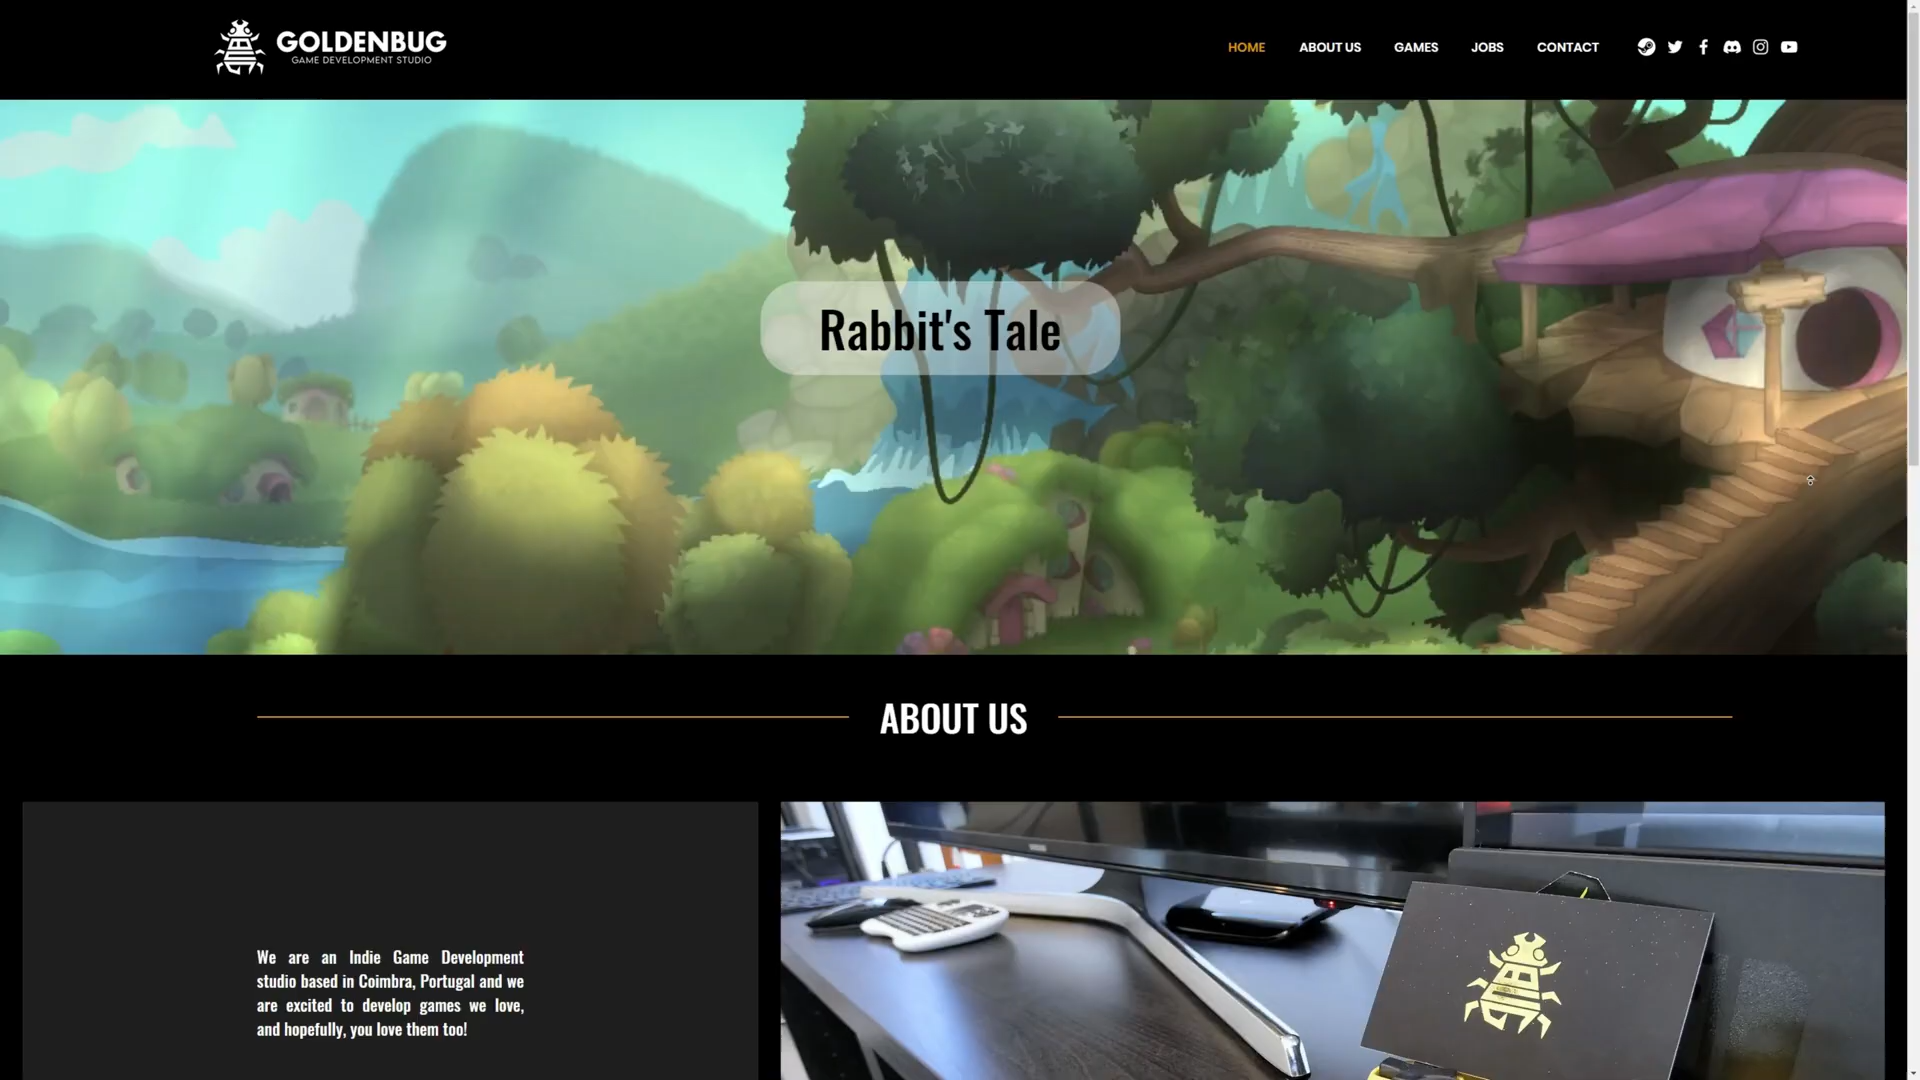 GOLDENBUG
GAME DEVELOPMENT STUDIO
HOME ABOUT US GAMES JOBS CONTACT
Rabbit's Tale
ABOUT US
We are an Indie Game Development
studio based in Coimbra, Portugal and we
are excited to develop games we love,
and hopefully, you love them too!